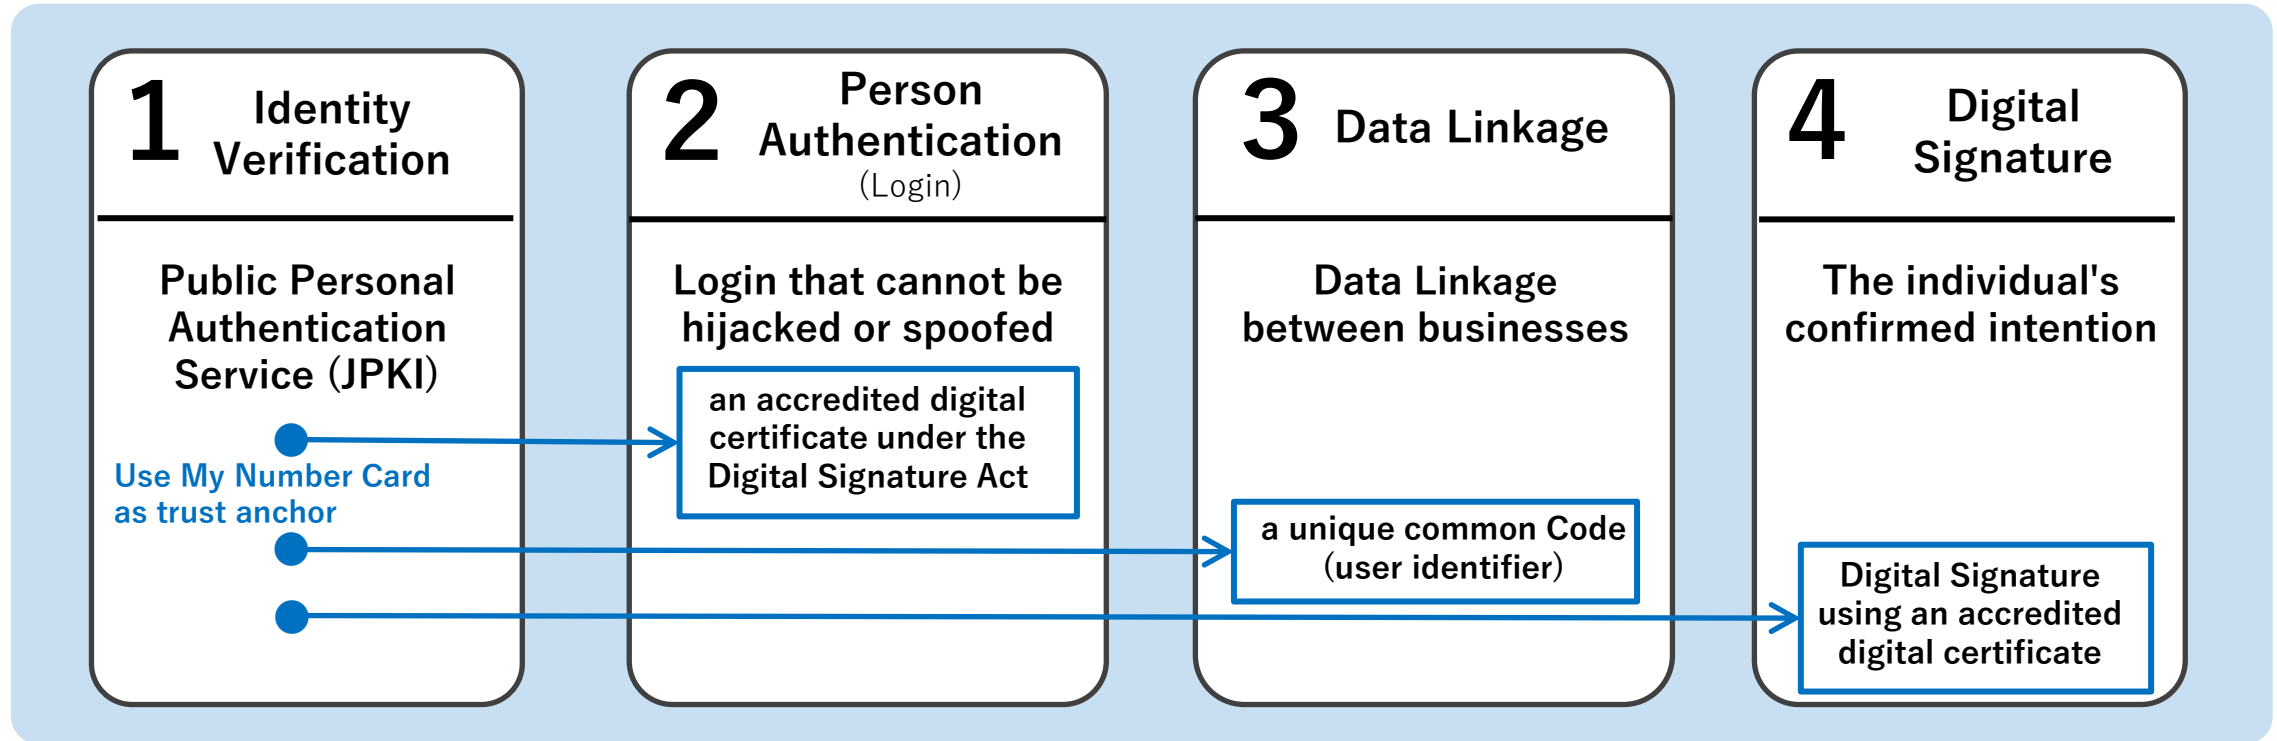 1
Identity
Verification
Public Personal
Authentication
Service (JPKI)
Use My Number Card
as trust anchor
2
Person
Authentication
(Login)
Login that cannot be
hijacked or spoofed
an accredited digital
certificate under the
Digital Signature Act
3
Data Linkage
Data Linkage
between businesses
a unique common Code
(user identifier)
4
Digital
Signature
The individual's
confirmed intention
Digital Signature
using an accredited
digital certificate